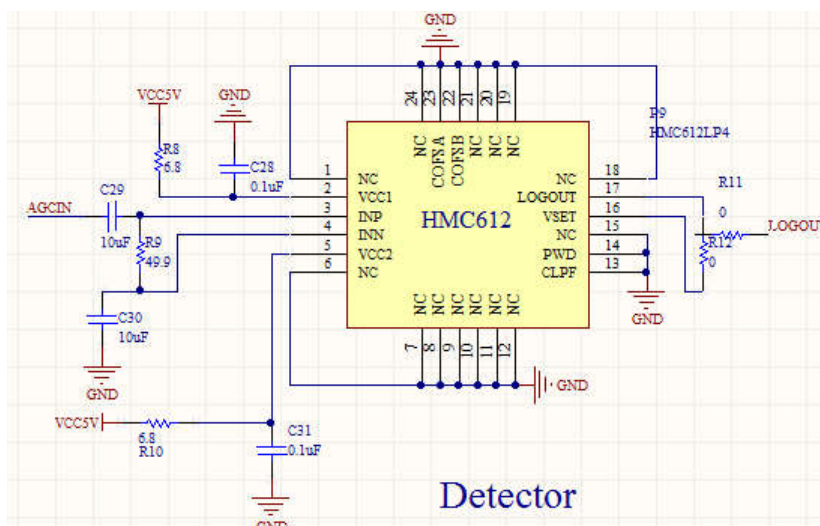 GND
VCC5V
GND
24
23
22
21
20
19
P9
HMC612LP4
R8
6.8
C28
0.1uF
NC
COFSA
COFSB
NC
NC
NC
1
NC
NC
18
R11
C29
2
VCC1
LOGOUT
17
0
AGCIN
3
INP
HMC612
VSET
16
LOGOUT
10uF
R9
49.9
4
INN
NC
15
R12
0
5
VCC2
PWD
14
6
NC
CLPF
13
C30
10uF
NC
NC
NC
NC
NC
NC
GND
GND
7
8
9
10
11
12
GND
VCC5V
6.8
R10
C31
0.1uF
Detector
GND